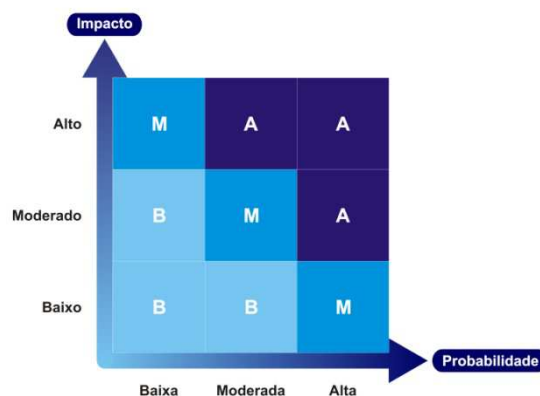 Impacto
Alto M A A
Moderado B M A
Baixo B B M
Probabilidade
Baixa Moderada Alta